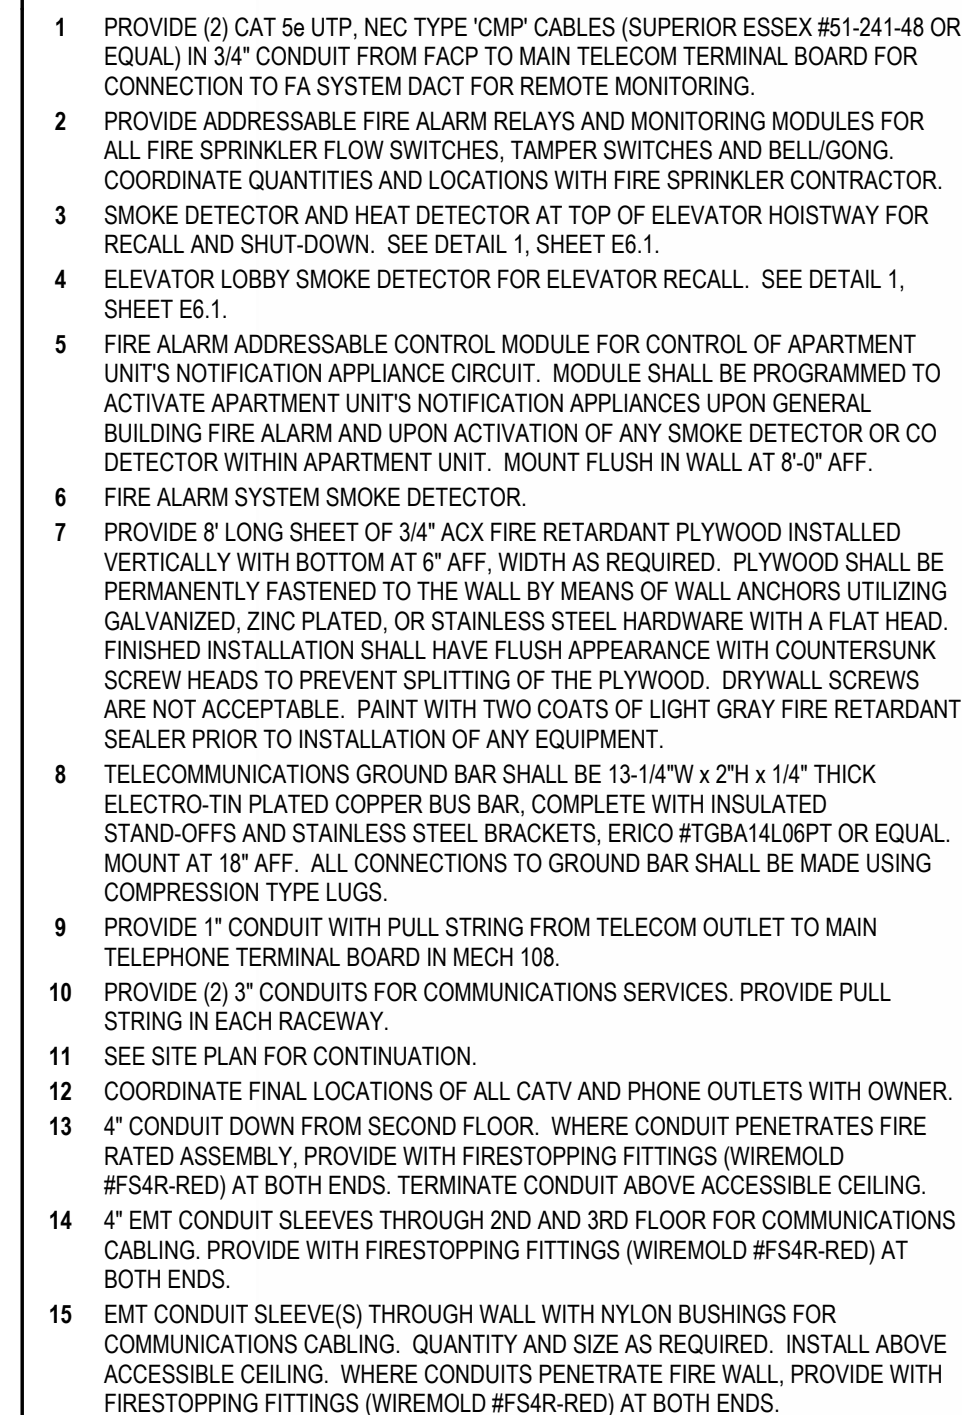 1 PROVIDE (2) CAT 5e UTP, NEC TYPE 'CMP' CABLES (SUPERIOR ESSEX #51-241-48 OR
EQUAL) IN 3/4" CONDUIT FROM FACP TO MAIN TELECOM TERMINAL BOARD FOR
CONNECTION TO FA SYSTEM DACT FOR REMOTE MONITORING.
2 PROVIDE ADDRESSABLE FIRE ALARM RELAYS AND MONITORING MODULES FOR
ALL FIRE SPRINKLER FLOW SWITCHES, TAMPER SWITCHES AND BELL/GONG.
COORDINATE QUANTITIES AND LOCATIONS WITH FIRE SPRINKLER CONTRACTOR.
3 SMOKE DETECTOR AND HEAT DETECTOR AT TOP OF ELEVATOR HOISTWAY FOR
RECALL AND SHUT-DOWN. SEE DETAIL 1, SHEET E6.1.
4 ELEVATOR LOBBY SMOKE DETECTOR FOR ELEVATOR RECALL. SEE DETAIL 1,
SHEET E6.1.
5 FIRE ALARM ADDRESSABLE CONTROL MODULE FOR CONTROL OF APARTMENT
UNIT'S NOTIFICATION APPLIANCE CIRCUIT. MODULE SHALL BE PROGRAMMED TO
ACTIVATE APARTMENT UNIT'S NOTIFICATION APPLIANCES UPON GENERAL
BUILDING FIRE ALARM AND UPON ACTIVATION OF ANY SMOKE DETECTOR OR CO
DETECTOR WITHIN APARTMENT UNIT. MOUNT FLUSH IN WALL AT 8'-0" AFF.
6 FIRE ALARM SYSTEM SMOKE DETECTOR.
7 PROVIDE 8' LONG SHEET OF 3/4" ACX FIRE RETARDANT PLYWOOD INSTALLED
VERTICALLY WITH BOTTOM AT 6" AFF, WIDTH AS REQUIRED. PLYWOOD SHALL BE
PERMANENTLY FASTENED TO THE WALL BY MEANS OF WALL ANCHORS UTILIZING
GALVANIZED, ZINC PLATED, OR STAINLESS STEEL HARDWARE WITH A FLAT HEAD.
FINISHED INSTALLATION SHALL HAVE FLUSH APPEARANCE WITH COUNTERSUNK
SCREW HEADS TO PREVENT SPLITTING OF THE PLYWOOD. DRYWALL SCREWS
ARE NOT ACCEPTABLE. PAINT WITH TWO COATS OF LIGHT GRAY FIRE RETARDANT
SEALER PRIOR TO INSTALLATION OF ANY EQUIPMENT.
8 TELECOMMUNICATIONS GROUND BAR SHALL BE 13-1/4"W x 2"H x 1/4" THICK
ELECTRO-TIN PLATED COPPER BUS BAR, COMPLETE WITH INSULATED
STAND-OFFS AND STAINLESS STEEL BRACKETS, ERICO #TGBA14L06PT OR EQUAL.
MOUNT AT 18" AFF. ALL CONNECTIONS TO GROUND BAR SHALL BE MADE USING
COMPRESSION TYPE LUGS.
9 PROVIDE 1" CONDUIT WITH PULL STRING FROM TELECOM OUTLET TO MAIN
TELEPHONE TERMINAL BOARD IN MECH 108.
10 PROVIDE (2) 3" CONDUITS FOR COMMUNICATIONS SERVICES. PROVIDE PULL
STRING IN EACH RACEWAY.
11 SEE SITE PLAN FOR CONTINUATION.
12 COORDINATE FINAL LOCATIONS OF ALL CATV AND PHONE OUTLETS WITH OWNER.
13 4" CONDUIT DOWN FROM SECOND FLOOR. WHERE CONDUIT PENETRATES FIRE
RATED ASSEMBLY, PROVIDE WITH FIRESTOPPING FITTINGS (WIREMOLD
#FS4R-RED) AT BOTH ENDS. TERMINATE CONDUIT ABOVE ACCESSIBLE CEILING.
14 4" EMT CONDUIT SLEEVES THROUGH 2ND AND 3RD FLOOR FOR COMMUNICATIONS
CABLING. PROVIDE WITH FIRESTOPPING FITTINGS (WIREMOLD #FS4R-RED) AT
BOTH ENDS.
15 EMT CONDUIT SLEEVE(S) THROUGH WALL WITH NYLON BUSHINGS FOR
COMMUNICATIONS CABLING. QUANTITY AND SIZE AS REQUIRED. INSTALL ABOVE
ACCESSIBLE CEILING. WHERE CONDUITS PENETRATE FIRE WALL, PROVIDE WITH
FIRESTOPPING FITTINGS (WIREMOLD #FS4R-RED) AT BOTH ENDS.